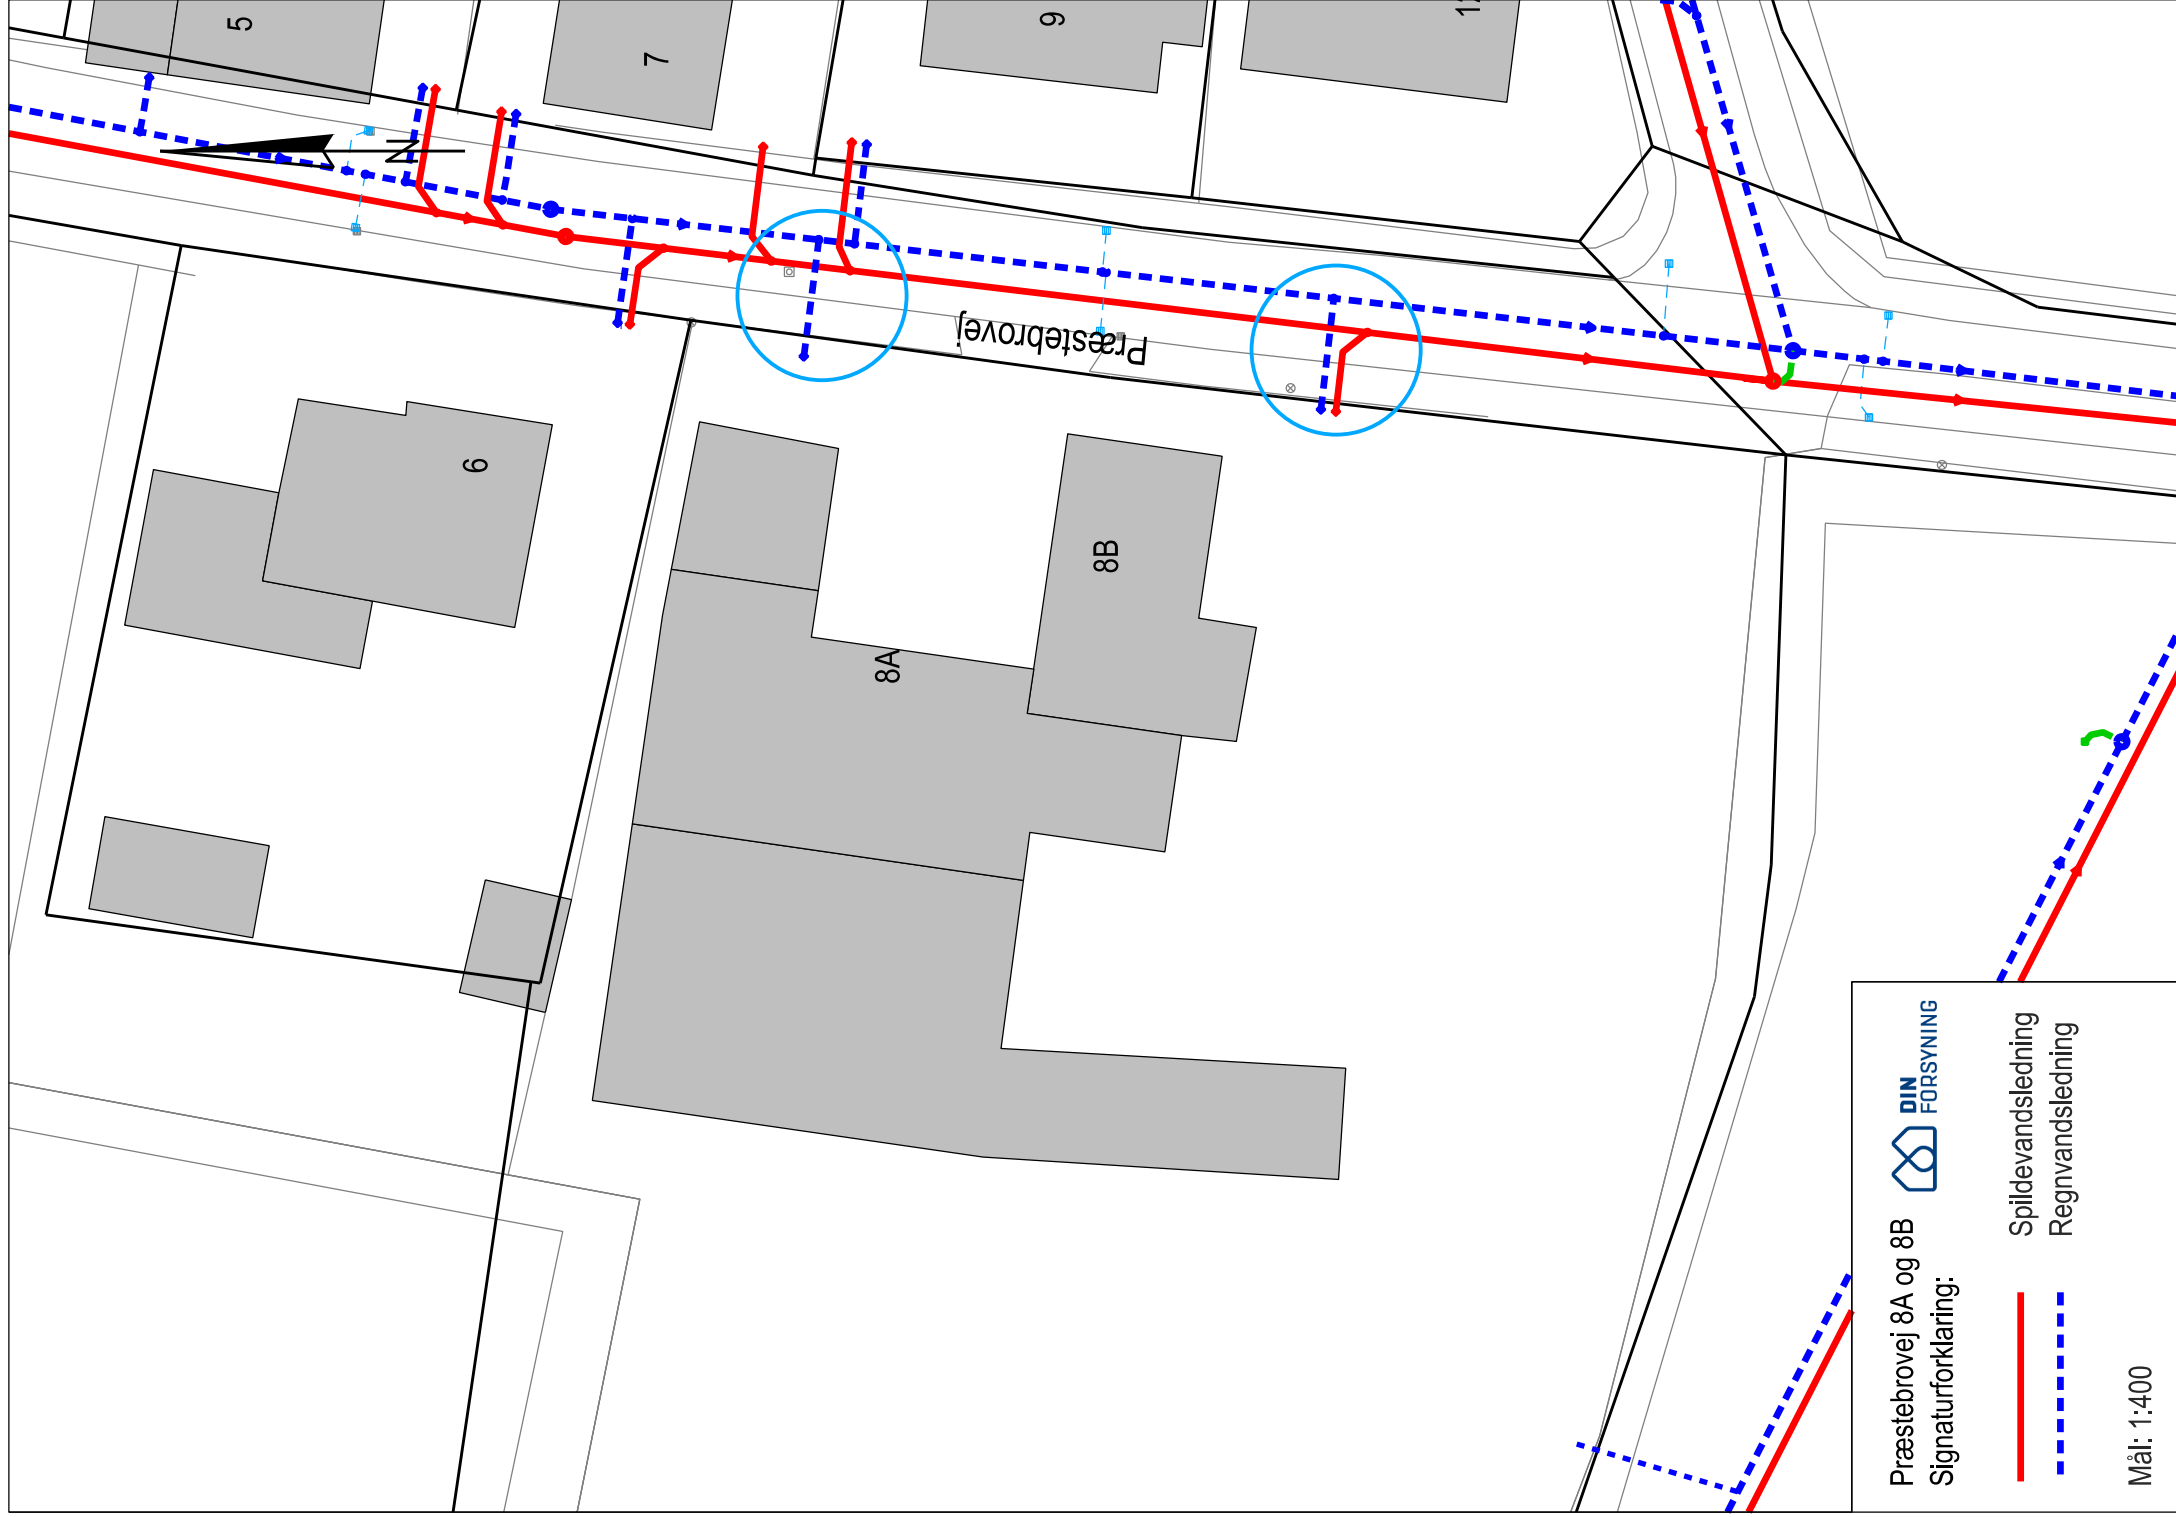 5
7
9
N
Præstebrovej
6
8A
8B
Præstebrovej 8A og 8B
DIN
FORSYNING
Signaturforklaring:
Spildevandsledning
Regnvandsledning
Mål: 1:400